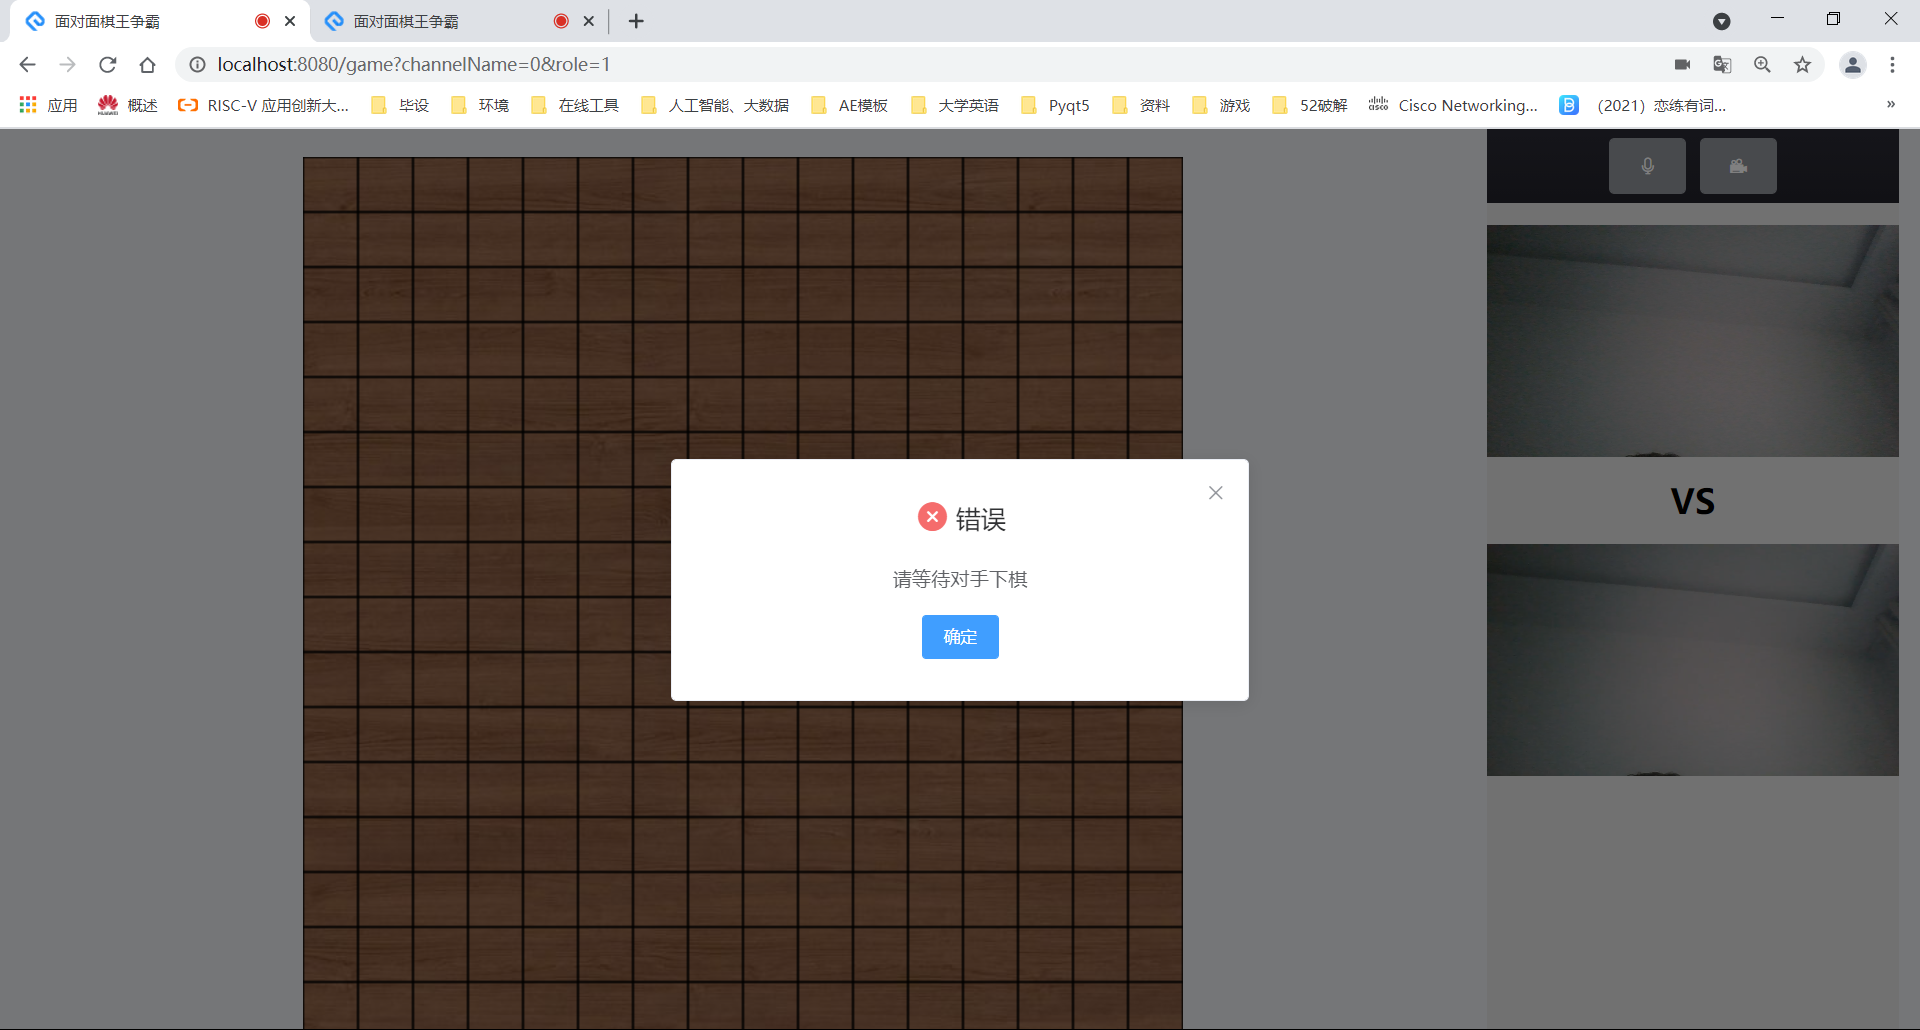 面对面棋王争霸
面对面棋王争霸
localhost:8080/game?channelName=0&role=1
应用
HUAWEI
概述
RISC-V 应用创新大...
毕设
环境
在线工具
人工智能、大数据
AE模板
大学英语
Pyqt5
资料
游戏
52破解
cisco
Cisco Networking...
(2021) 恋练有词...
»
错误
请等待对手下棋
确定
VS